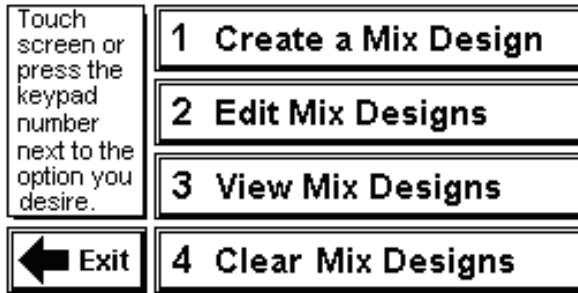 Touch
screen or
press the
keypad
number
next to the
option you
desire.
Exit
1 Create a Mix Design
2 Edit Mix Designs
3 View Mix Designs
4 Clear Mix Designs